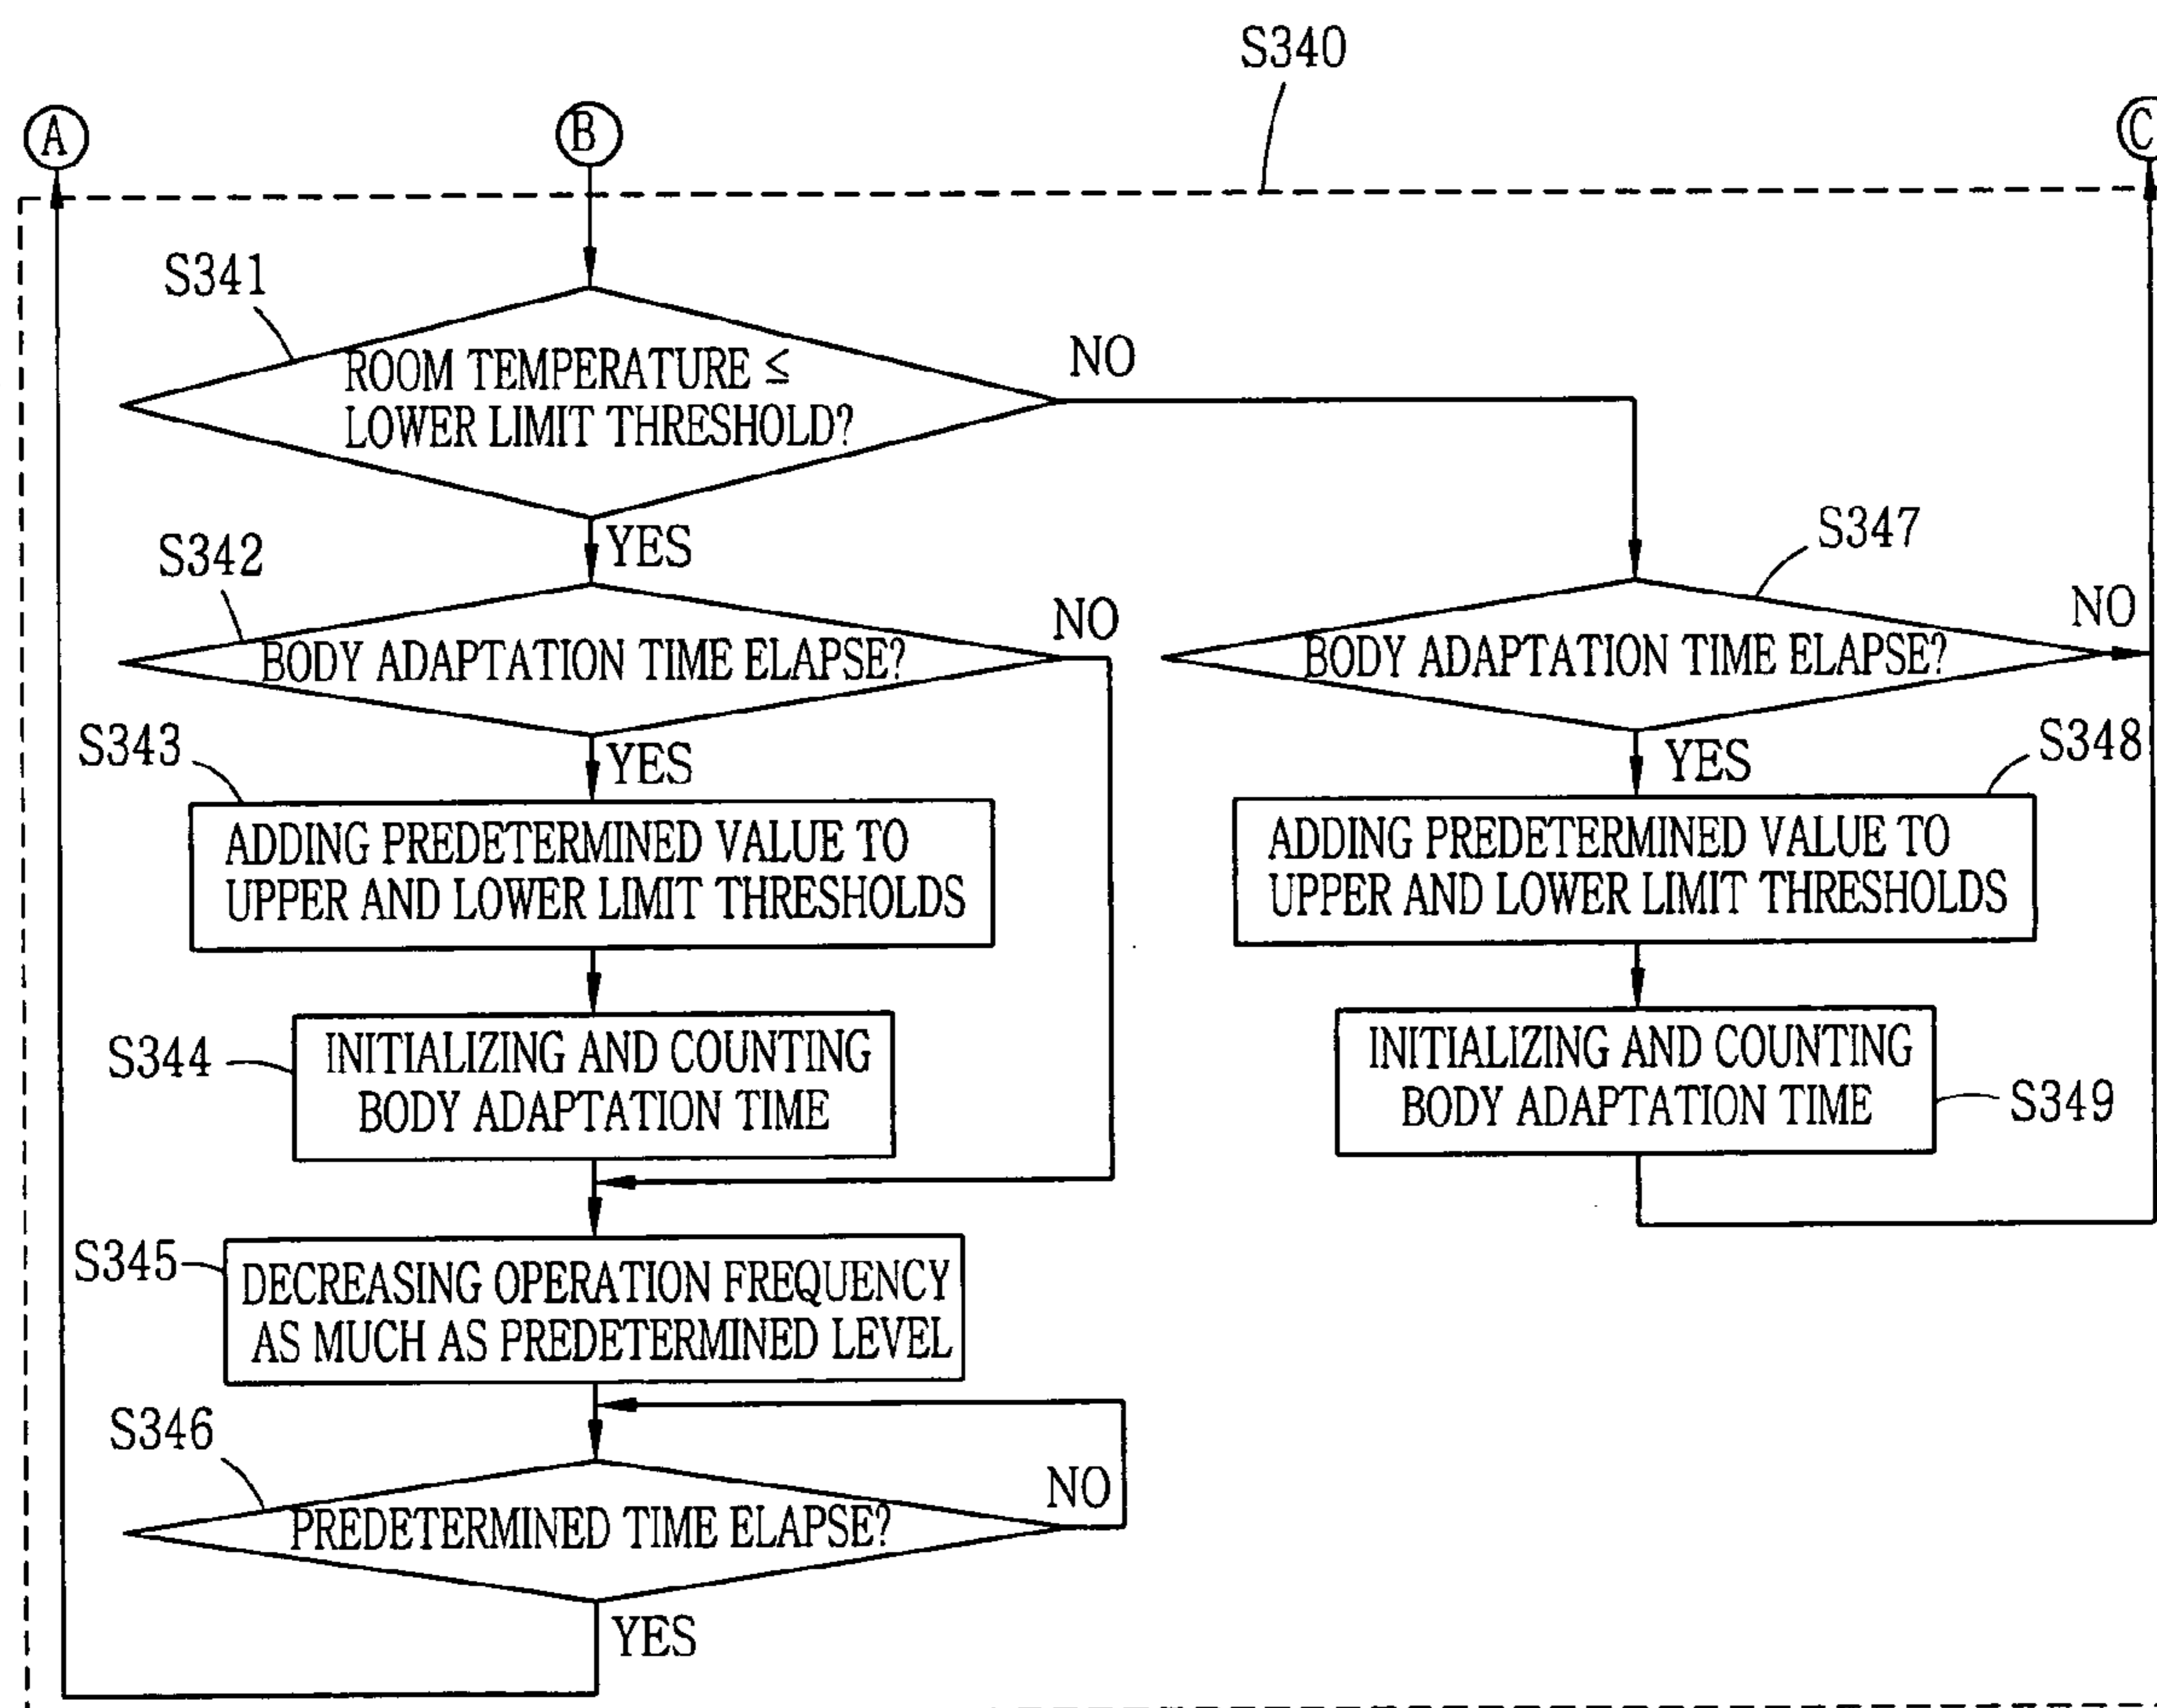 S340
A
B
C
S341
ROOM TEMPERATURE ≤
LOWER LIMIT THRESHOLD?
NO
YES
S342
BODY ADAPTATION TIME ELAPSE?
NO
YES
S343
ADDING PREDETERMINED VALUE TO
UPPER AND LOWER LIMIT THRESHOLDS
S344
INITIALIZING AND COUNTING
BODY ADAPTATION TIME
S345
DECREASING OPERATION FREQUENCY
AS MUCH AS PREDETERMINED LEVEL
S346
PREDETERMINED TIME ELAPSE?
NO
YES
S347
BODY ADAPTATION TIME ELAPSE?
NO
YES
S348
ADDING PREDETERMINED VALUE TO
UPPER AND LOWER LIMIT THRESHOLDS
INITIALIZING AND COUNTING
BODY ADAPTATION TIME
S349